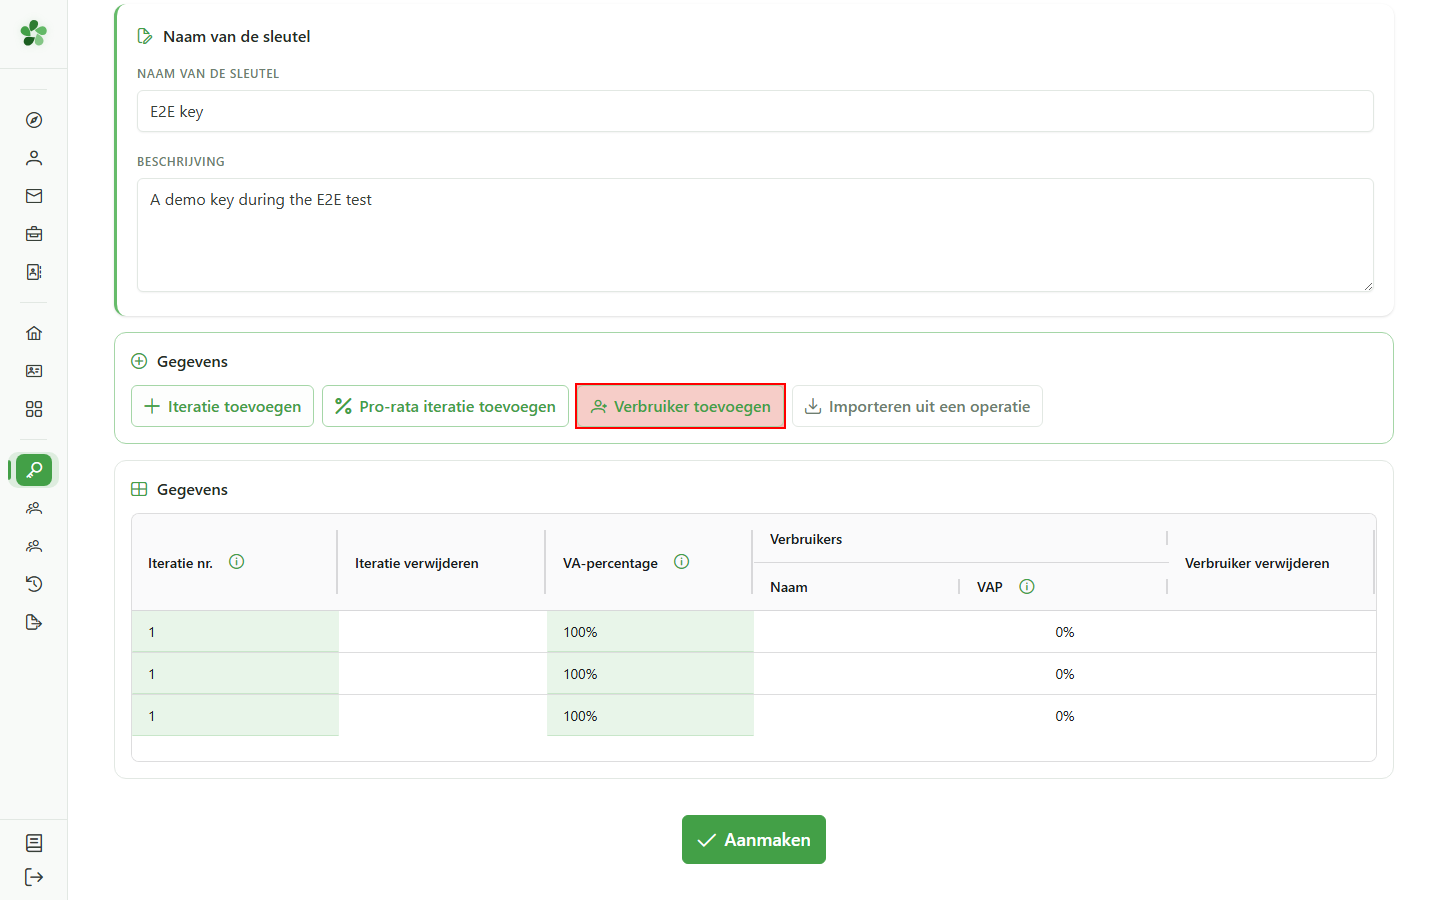 Naam van de sleutel
NAAM VAN DE SLEUTEL
E2E key
BESCHRIJVING
A demo key during the E2E test
Gegevens
Iteratie toevoegen
Pro-rata iteratie toevoegen
Verbruiker toevoegen
Importeren uit een operatie
Gegevens
Iteratie nr.
Iteratie verwijderen
VA-percentage
Verbruikers
Naam
VAP
Verbruiker verwijderen
1 100% 0%
1 100% 0%
1 100% 0%
Aanmaken